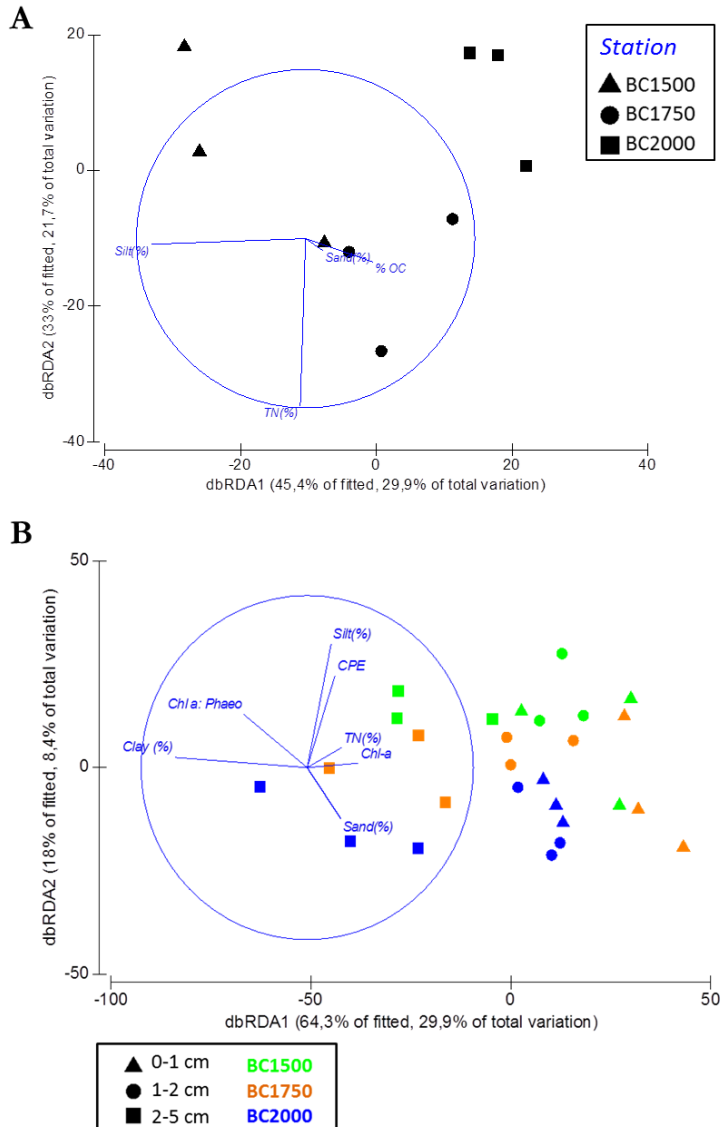 A
20
0
-20
-40
dbRDA2 (33% of fitted, 21,7% of total variation)
Station
BC1500
BC1750
BC2000
Silt(%)
Sand(%)
% OC
TN(%)
-40
-20
0
20
40
dbRDA1 (45,4% of fitted, 29,9% of total variation)
B
50
0
-50
dbRDA2 (18% of fitted, 8,4% of total variation)
Silt(%)
CPE
Chl a: Phaeo
TN(%)
Clay (%)
Chl-a
Sand(%)
-100
-50
0
50
dbRDA1 (64,3% of fitted, 29,9% of total variation)
0-1 cm BC1500
1-2 cm BC1750
2-5 cm BC2000